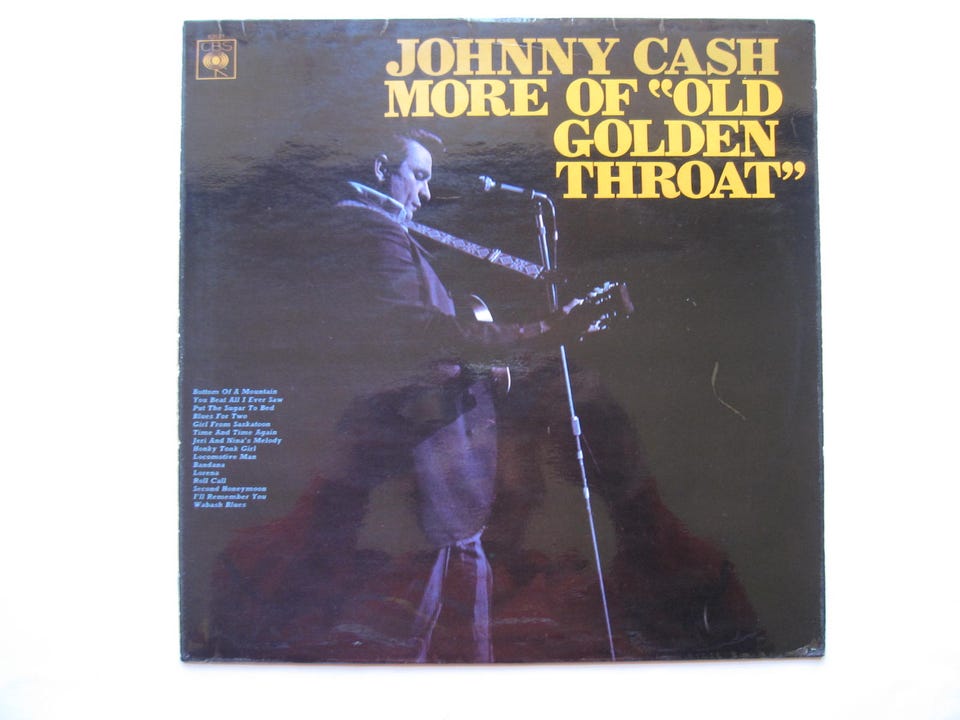 CBS
JOHNNY CASH
MORE OF “OLD
GOLDEN
THROAT”
Bottom Of A Mountain
You Beat All I Ever Saw
Put The Sugar To Bed
Blues For Two
Girl From Saskatoon
Time And Time Again
Jeri And Nina's Melody
Honky Tonk Girl
Locomotive Man
Bandana
Lorena
Roll Call
Second Honeymoon
I'll Remember You
Wabash Blues